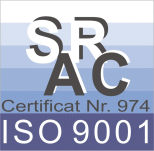 SR
AC
Certificat Nr. 974
ISO 9001